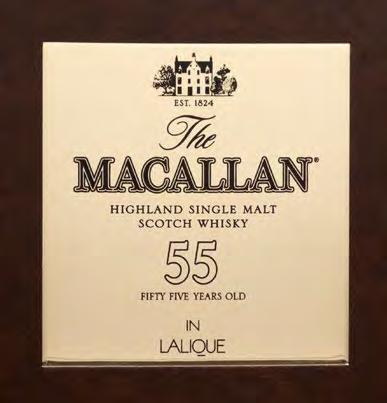 EST. 1824
The
MACALLAN®
HIGHLAND SINGLE MALT
SCOTCH WHISKY
55
FIFTY FIVE YEARS OLD
IN
LALIQUE